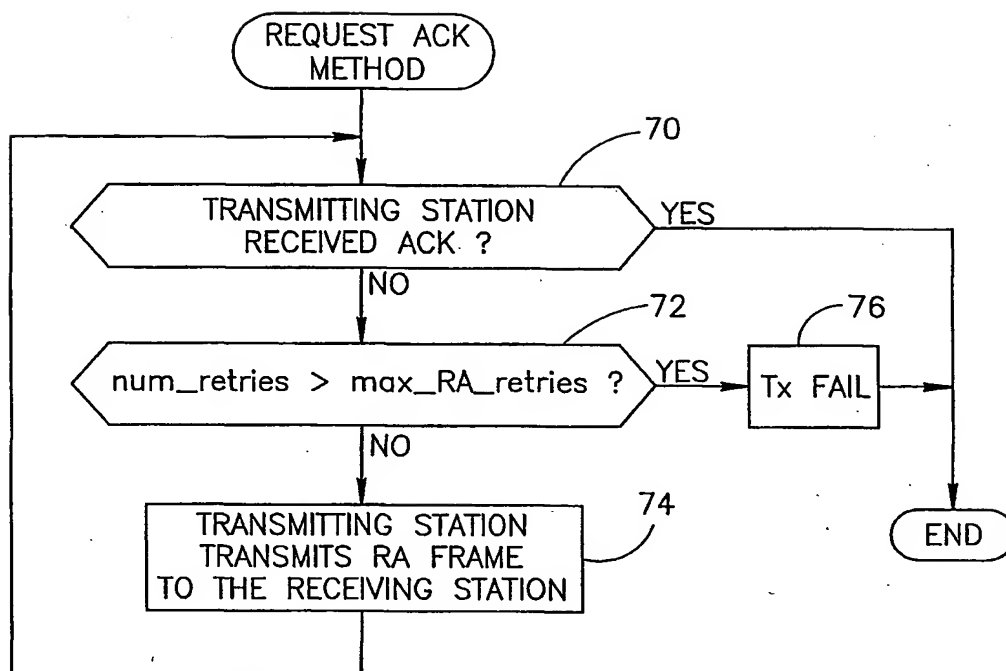 REQUEST ACK
METHOD
70
TRANSMITTING STATION
RECEIVED ACK ?
YES
NO
72
76
num_retries > max_RA_retries ?
YES
Tx FAIL
NO
74
TRANSMITTING STATION
TRANSMITS RA FRAME
TO THE RECEIVING STATION
END